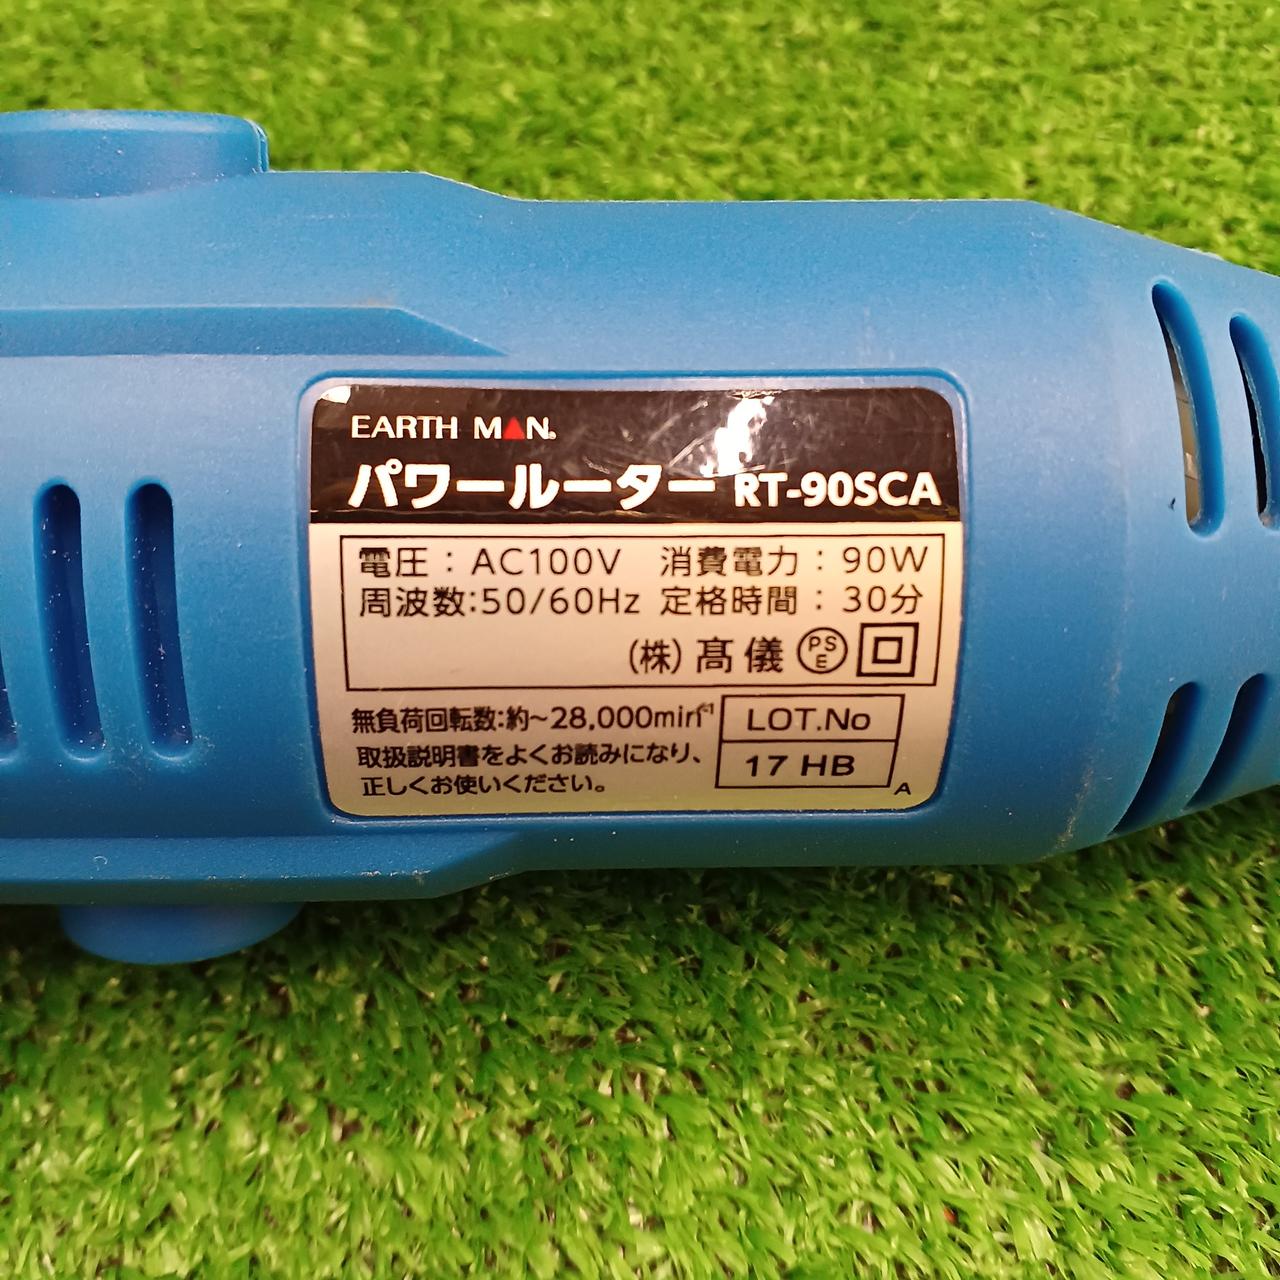 EARTH MAN®
パワールーター RT-90SCA
電圧：AC100V 消費電力：90W
周波数：50/60Hz 定格時間：30分
(株)髙儀 PSE
無負荷回転数：約～28,000min⁻¹
取扱説明書をよくお読みになり、
正しくお使いください。
LOT.No
17 HB
A